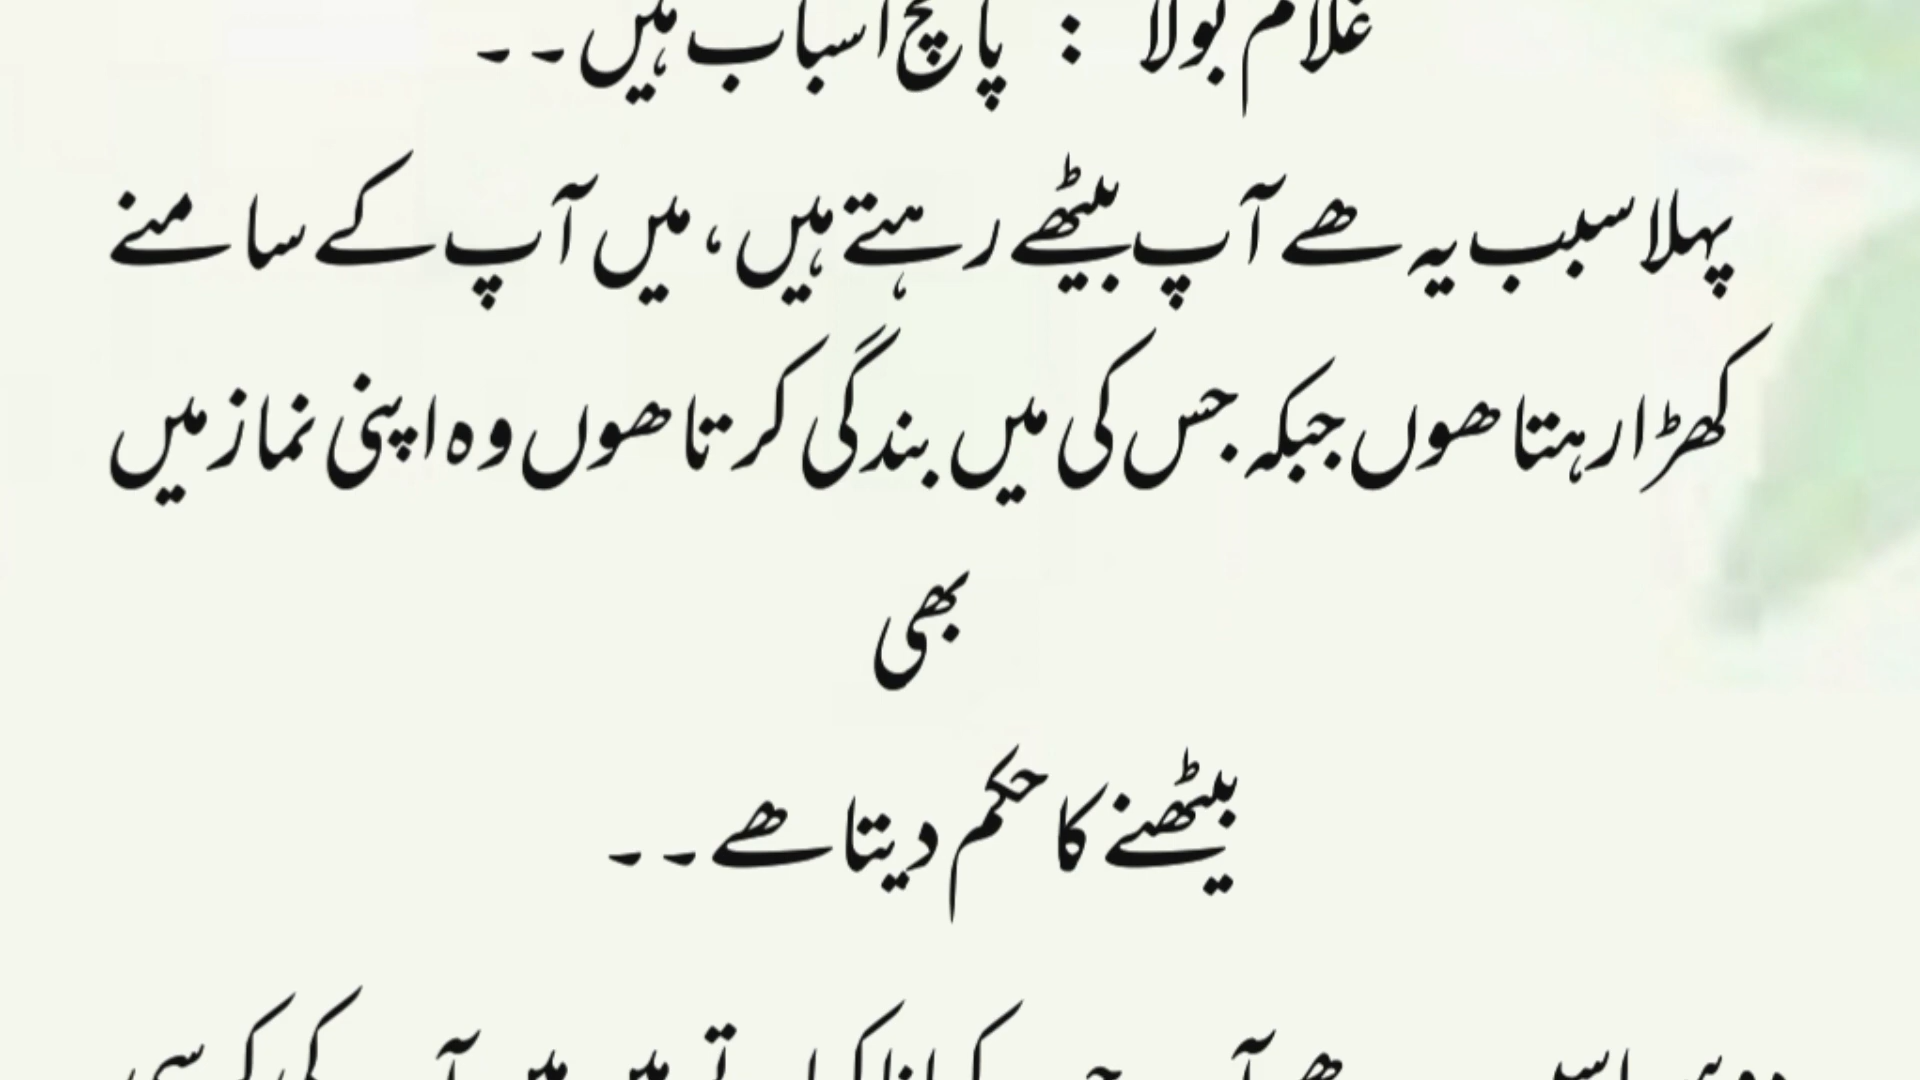 غلام بولا : پانچ اسباب ہیں۔۔
پہلا سبب یہ ھے آپ بیٹھے رہتے ہیں، میں آپ کے سامنے
کھڑا رہتا ھوں جبکہ جس کی میں بندگی کرتا ھوں وہ اپنی نماز میں
بھی
بیٹھنے کا حکم دیتا ھے۔۔